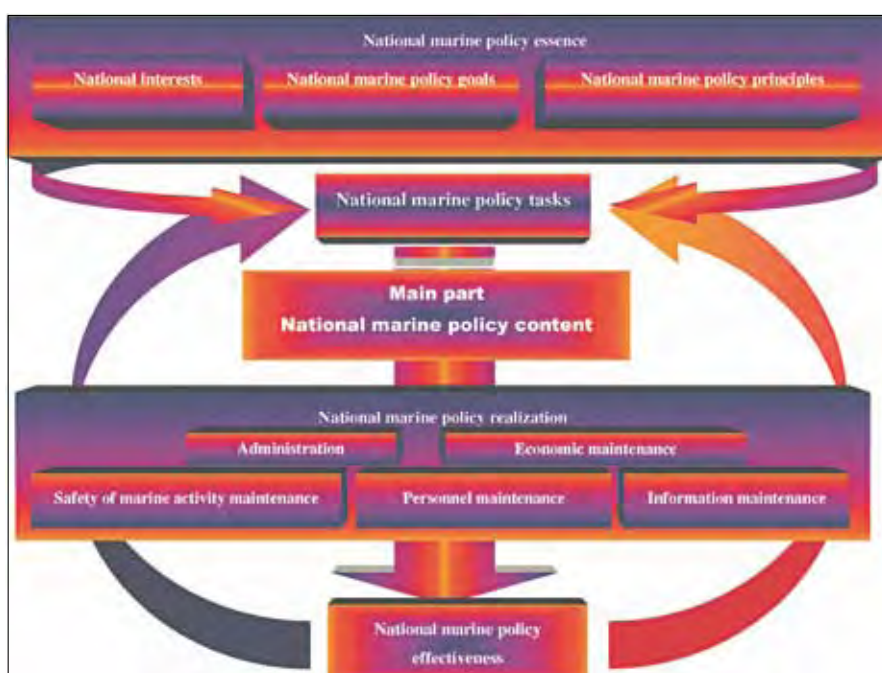 National marine policy essence
National interests
National marine policy goals
National marine policy principles
National marine policy tasks
Main part
National marine policy content
National marine policy realization
Administration
Economic maintenance
Safety of marine activity maintenance
Personnel maintenance
Information maintenance
National marine policy
effectiveness